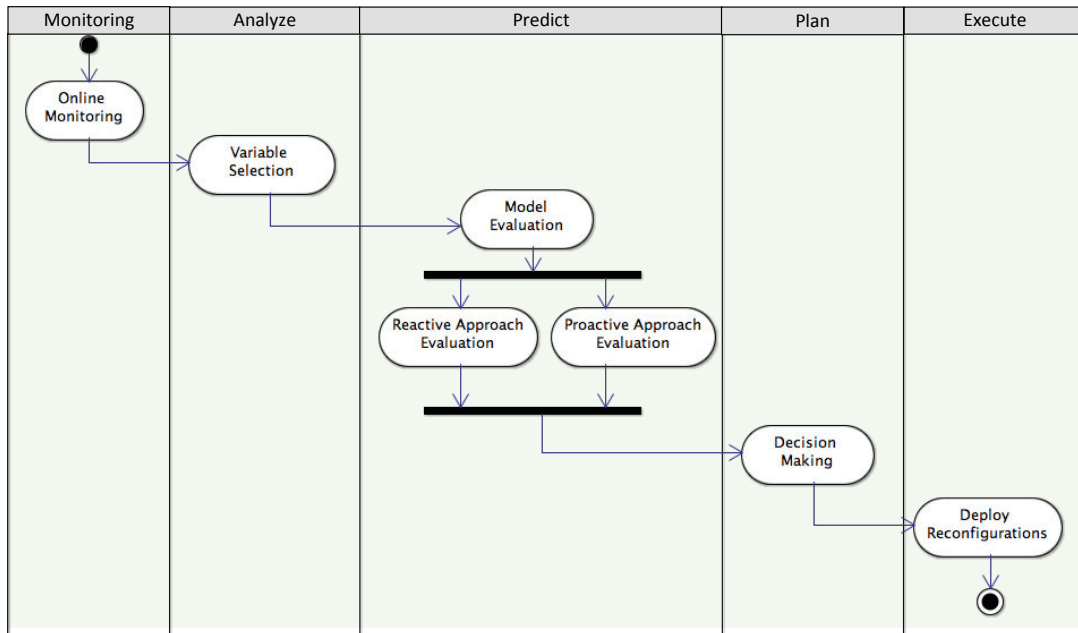 Monitoring
Analyze
Predict
Plan
Execute
Online
Monitoring
Variable
Selection
Model
Evaluation
Reactive Approach
Evaluation
Proactive Approach
Evaluation
Decision
Making
Deploy
Reconfigurations